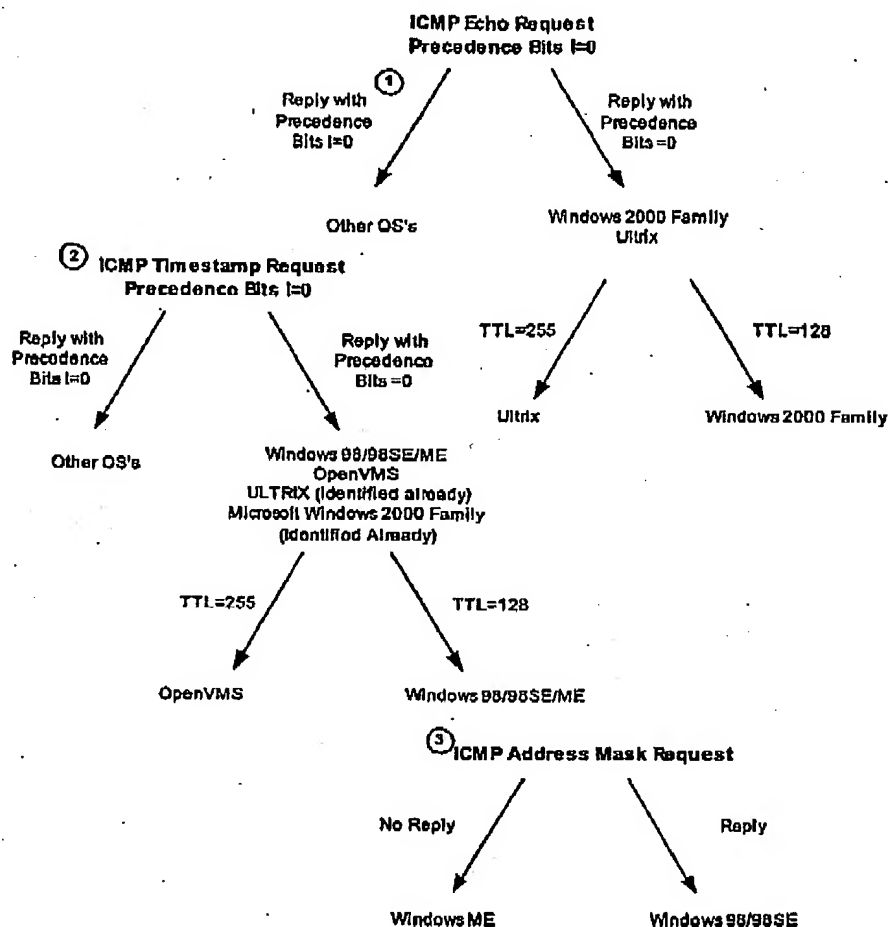 ICMP Echo Request
Precedence Bits !=0
1
Reply with
Precedence
Bits !=0
Reply with
Precedence
Bits =0
Other OS's
Windows 2000 Family
Ultrix
2
ICMP Timestamp Request
Precedence Bits !=0
Reply with
Precedence
Bits !=0
Reply with
Precedence
Bits =0
TTL=255
TTL=128
Ultrix
Windows 2000 Family
Other OS's
Windows 98/98SE/ME
OpenVMS
ULTRIX (Identified already)
Microsoft Windows 2000 Family
(Identified Already)
TTL=255
TTL=128
OpenVMS
Windows 98/98SE/ME
3
ICMP Address Mask Request
No Reply
Reply
Windows ME
Windows 98/98SE